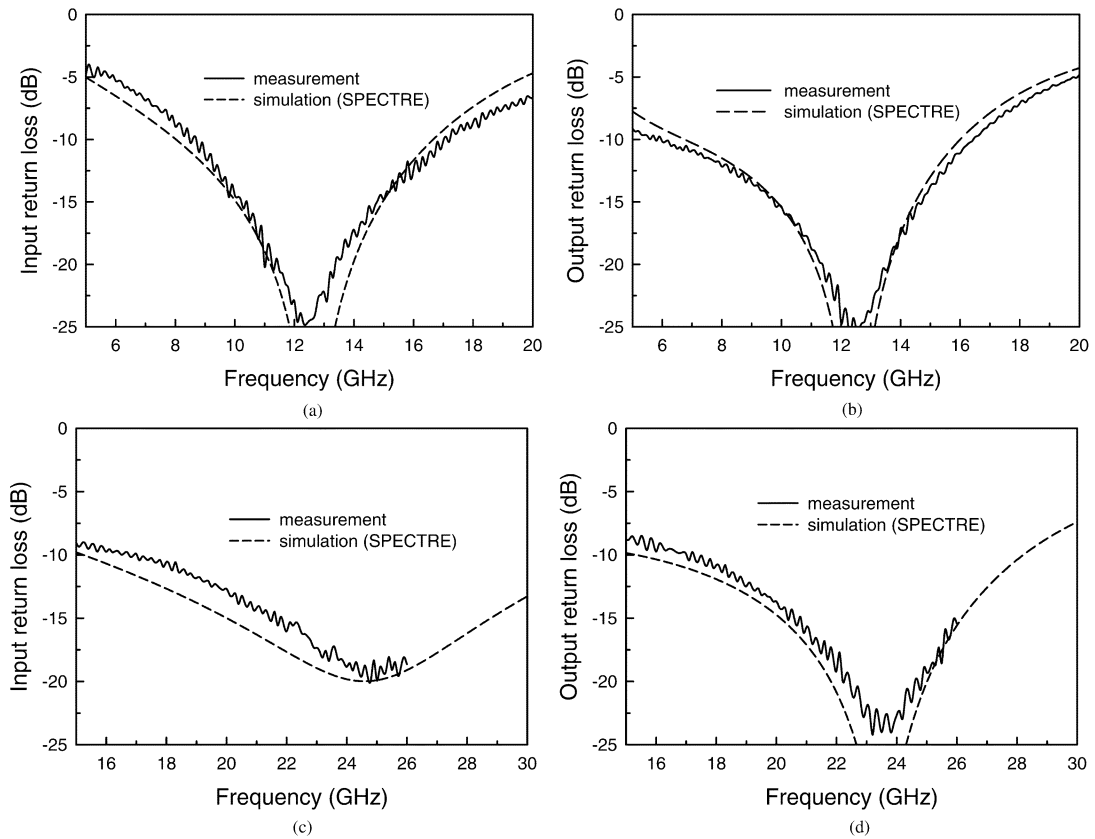 0
-5
-10
-15
-20
-25
Input return loss (dB)
measurement
simulation (SPECTRE)
6 8 10 12 14 16 18 20
Frequency (GHz)
(a)
0
-5
-10
-15
-20
-25
Output return loss (dB)
measurement
simulation (SPECTRE)
6 8 10 12 14 16 18 20
Frequency (GHz)
(b)
0
-5
-10
-15
-20
-25
Input return loss (dB)
measurement
simulation (SPECTRE)
16 18 20 22 24 26 28 30
Frequency (GHz)
(c)
0
-5
-10
-15
-20
-25
Output return loss (dB)
measurement
simulation (SPECTRE)
16 18 20 22 24 26 28 30
Frequency (GHz)
(d)